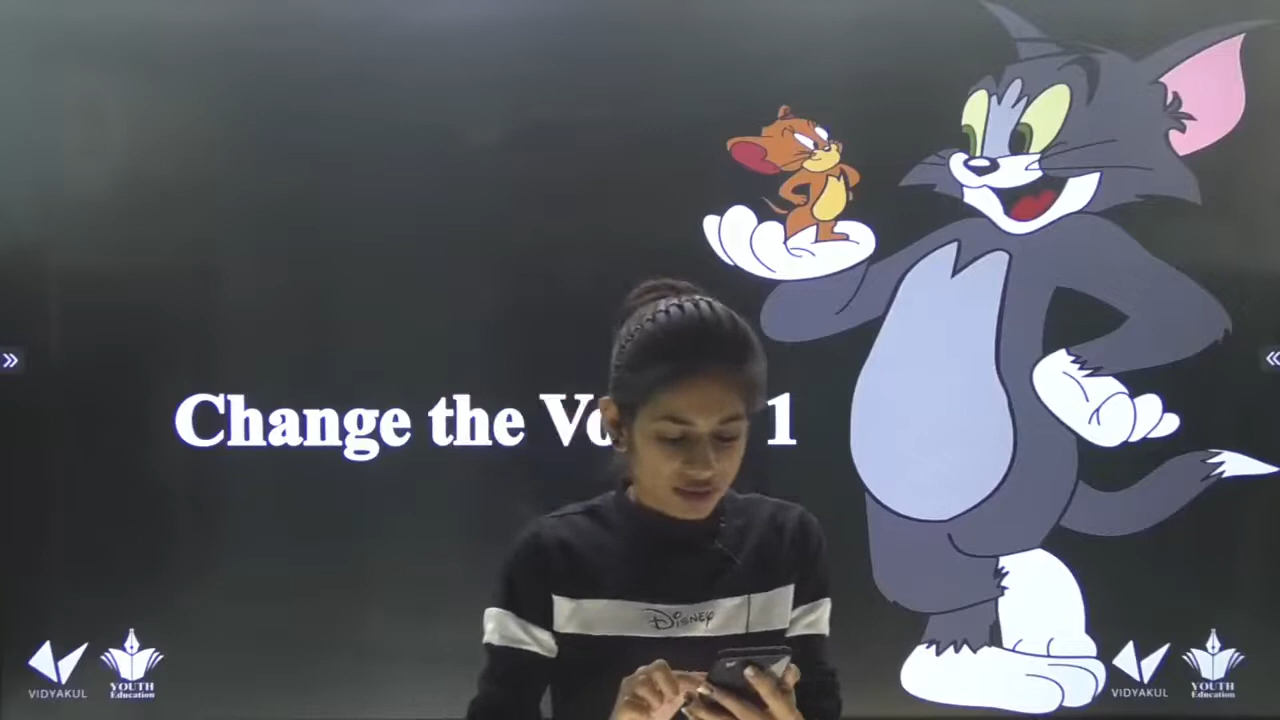 Change the Vo 1
DISNEY
VIDYAKUL
YOUTH
Education
VIDYAKUL
YOUTH
Education